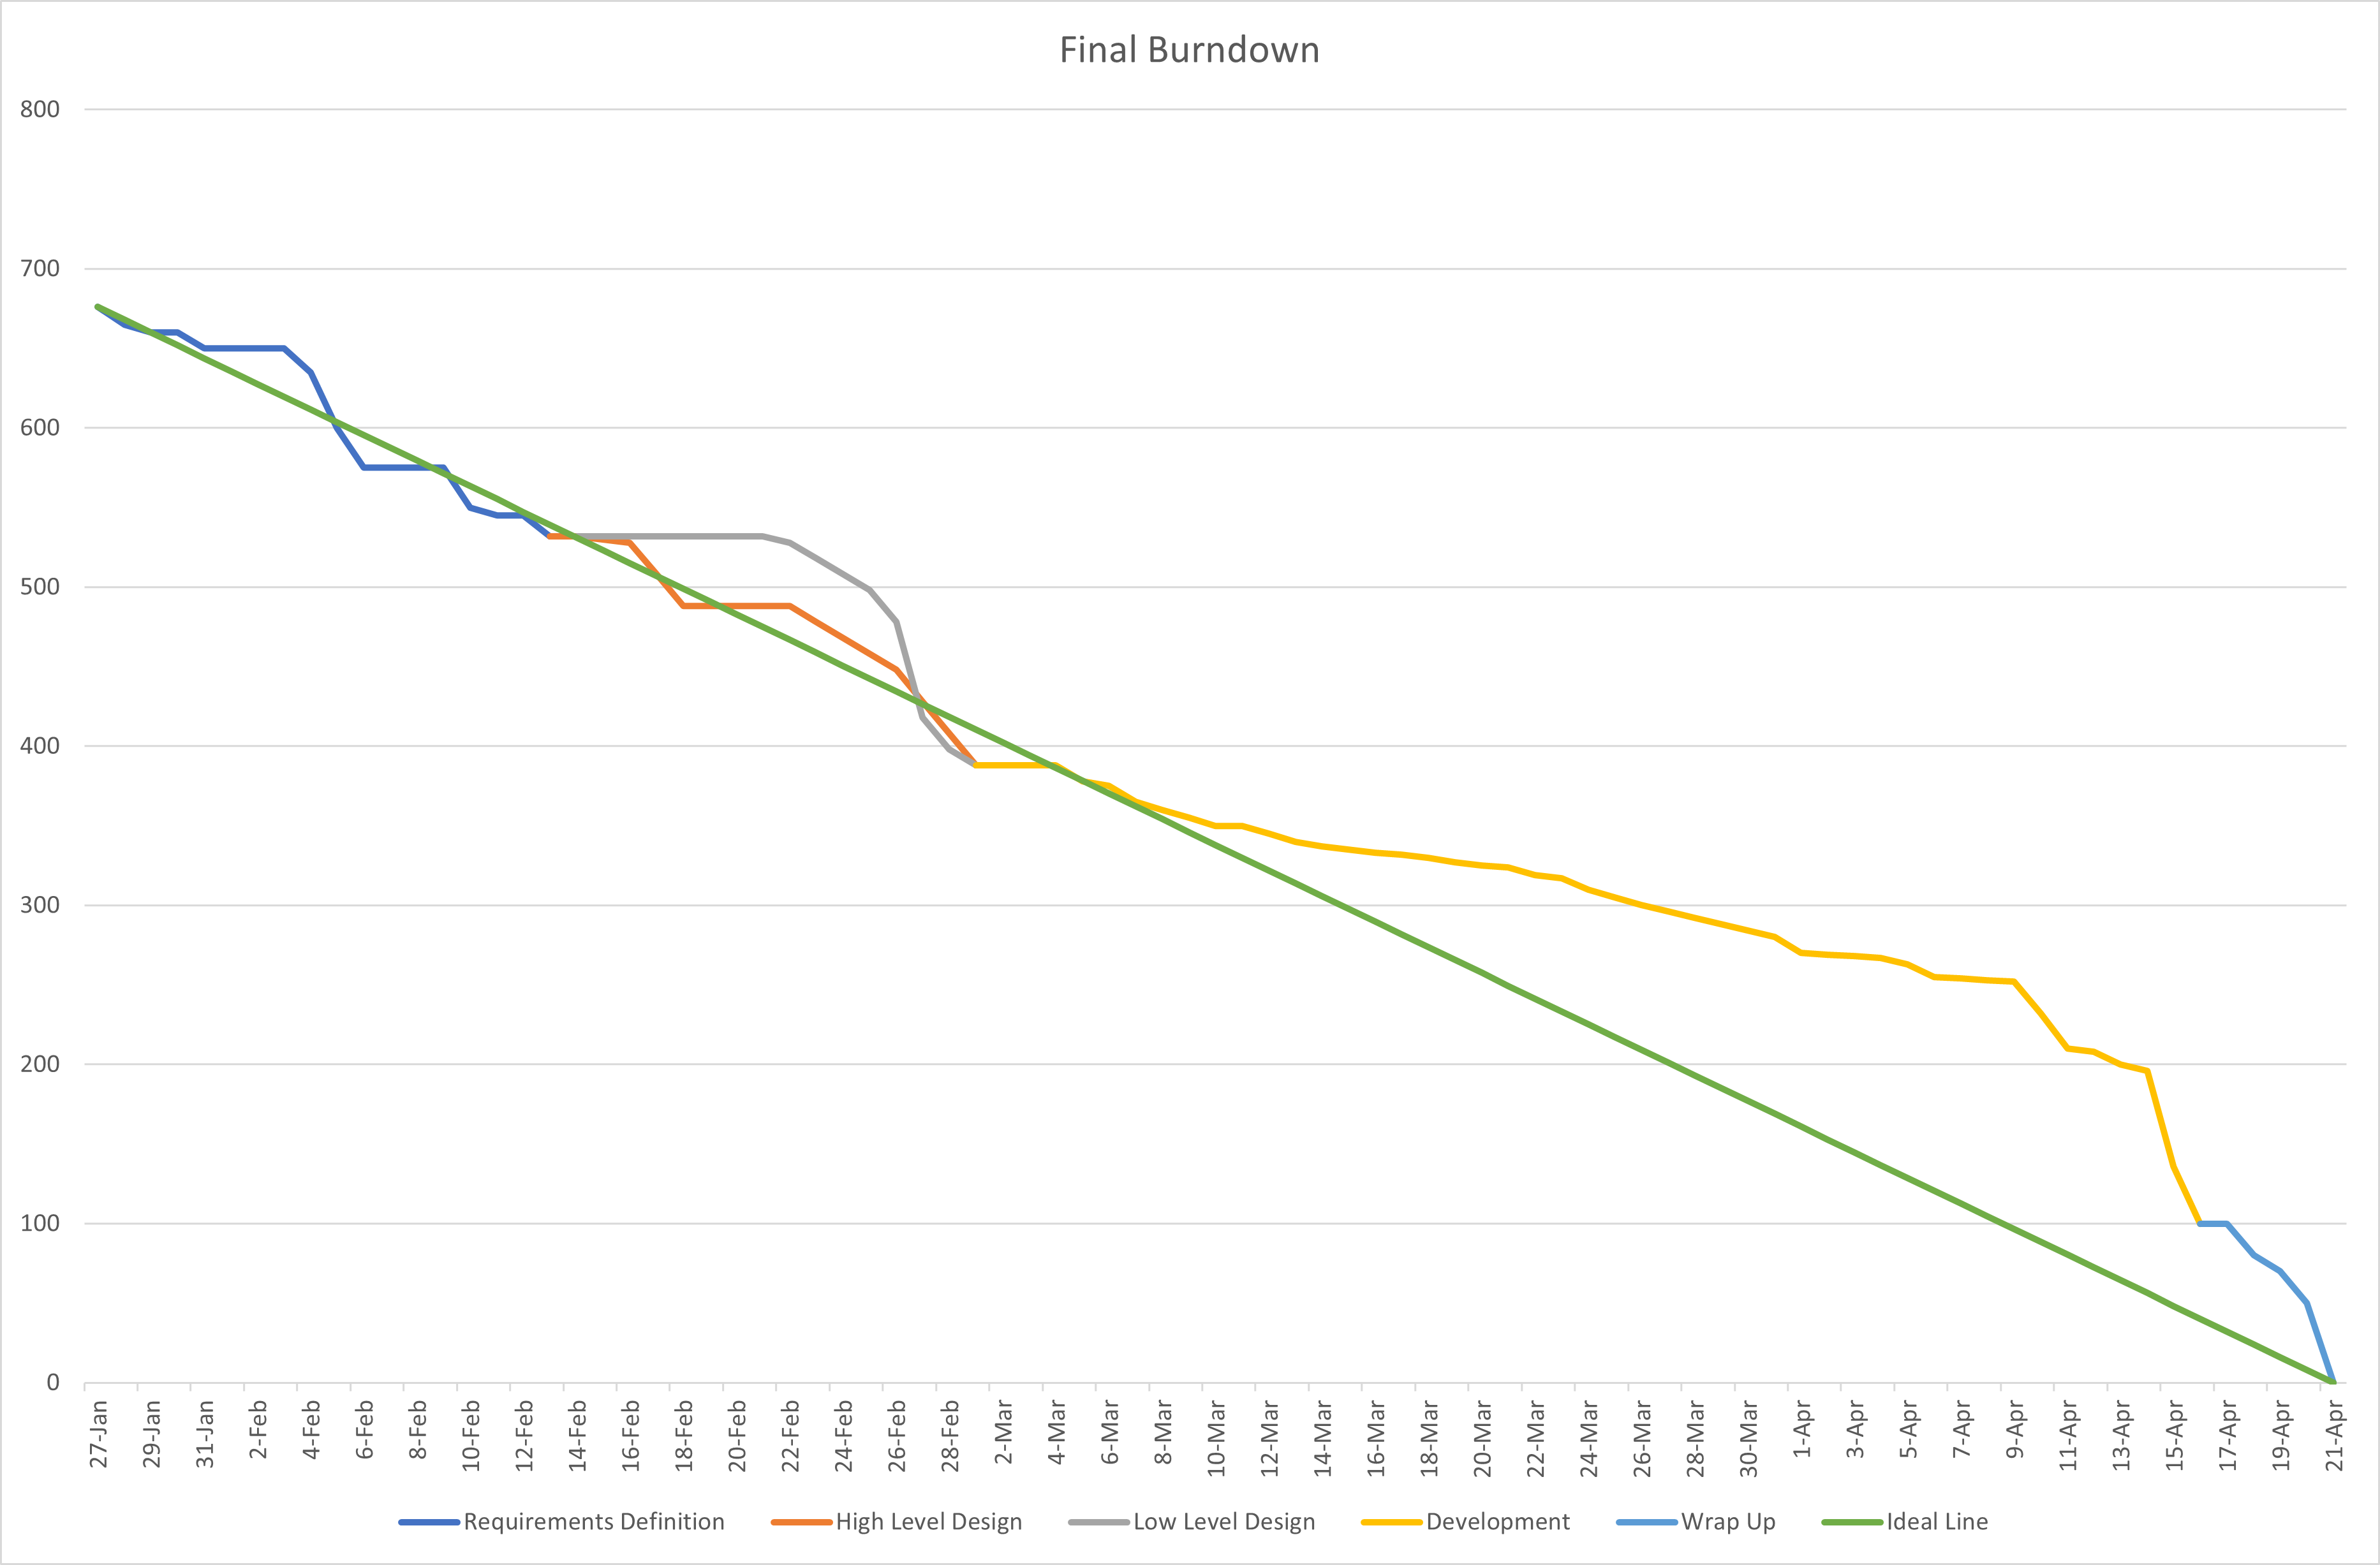 Final Burndown
800
700
600
500
400
300
200
100
0
27-Jan
29-Jan
31-Jan
2-Feb
4-Feb
6-Feb
8-Feb
10-Feb
12-Feb
14-Feb
16-Feb
18-Feb
20-Feb
22-Feb
24-Feb
26-Feb
28-Feb
2-Mar
4-Mar
6-Mar
8-Mar
10-Mar
12-Mar
14-Mar
16-Mar
18-Mar
20-Mar
22-Mar
24-Mar
26-Mar
28-Mar
30-Mar
1-Apr
3-Apr
5-Apr
7-Apr
9-Apr
11-Apr
13-Apr
15-Apr
17-Apr
19-Apr
21-Apr
Requirements Definition High Level Design Low Level Design Development Wrap Up Ideal Line